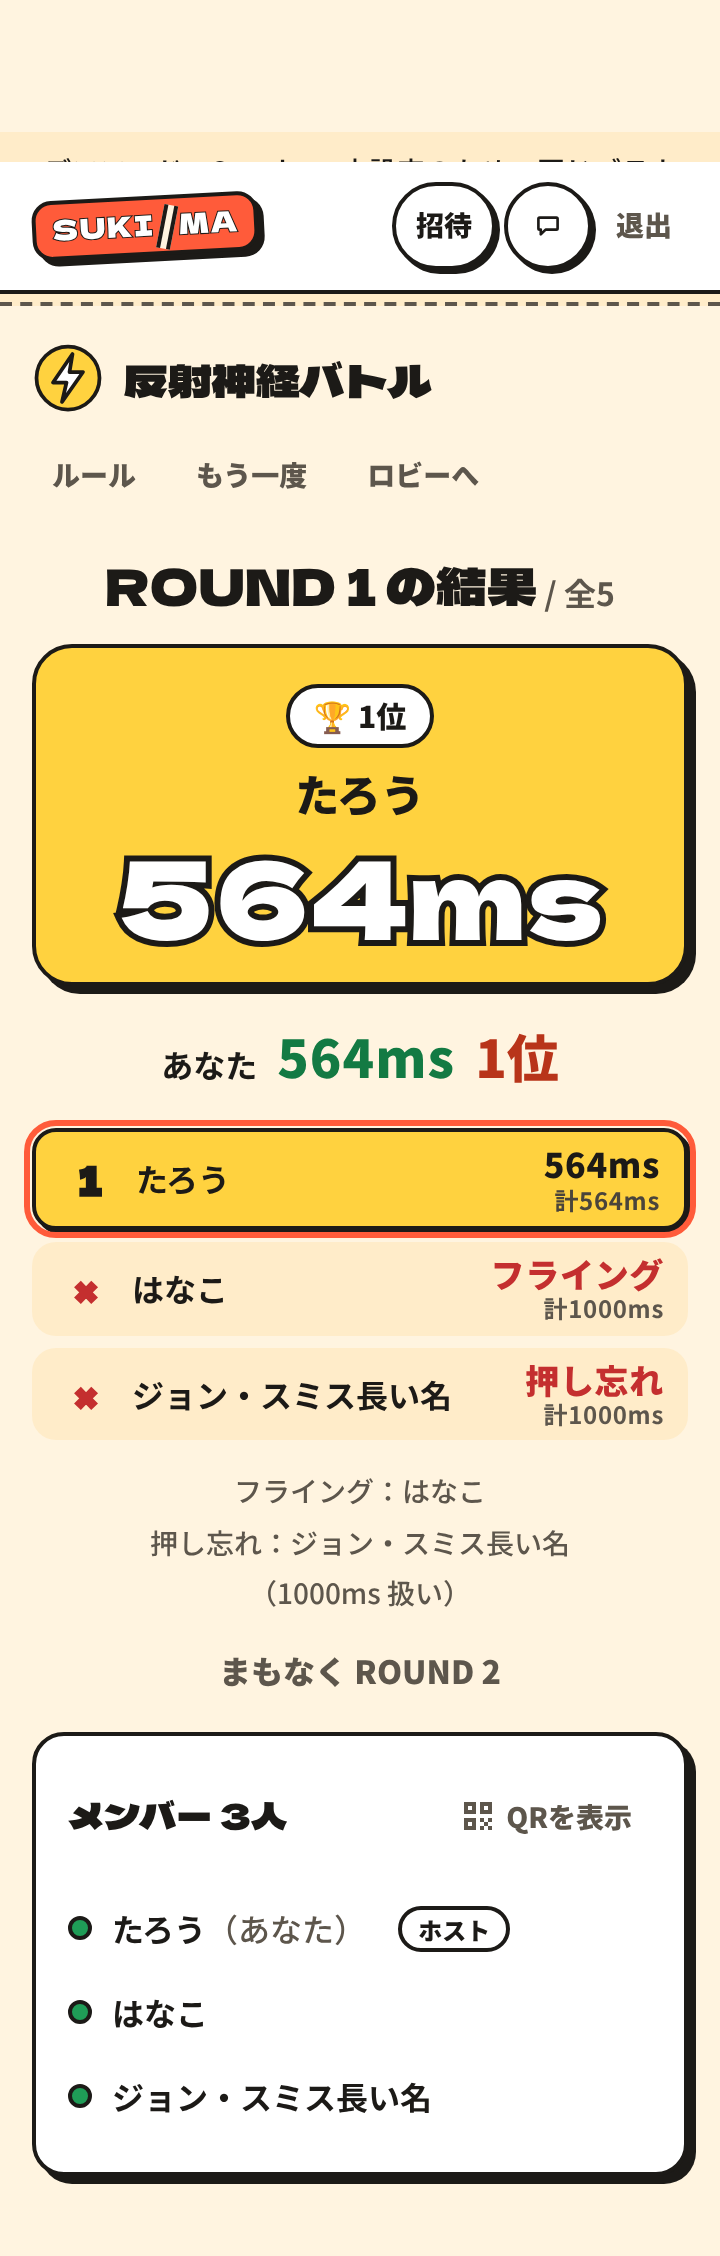 SUKI//MA
招待
退出
反射神経バトル
ルール もう一度 ロビーへ
ROUND 1 の結果 / 全5
🏆 1位
たろう
564ms
あなた 564ms 1位
1 たろう 564ms
計564ms
✖ はなこ フライング
計1000ms
✖ ジョン・スミス長い名 押し忘れ
計1000ms
フライング：はなこ
押し忘れ：ジョン・スミス長い名
（1000ms 扱い）
まもなく ROUND 2
メンバー 3人 QRを表示
たろう（あなた） ホスト
はなこ
ジョン・スミス長い名